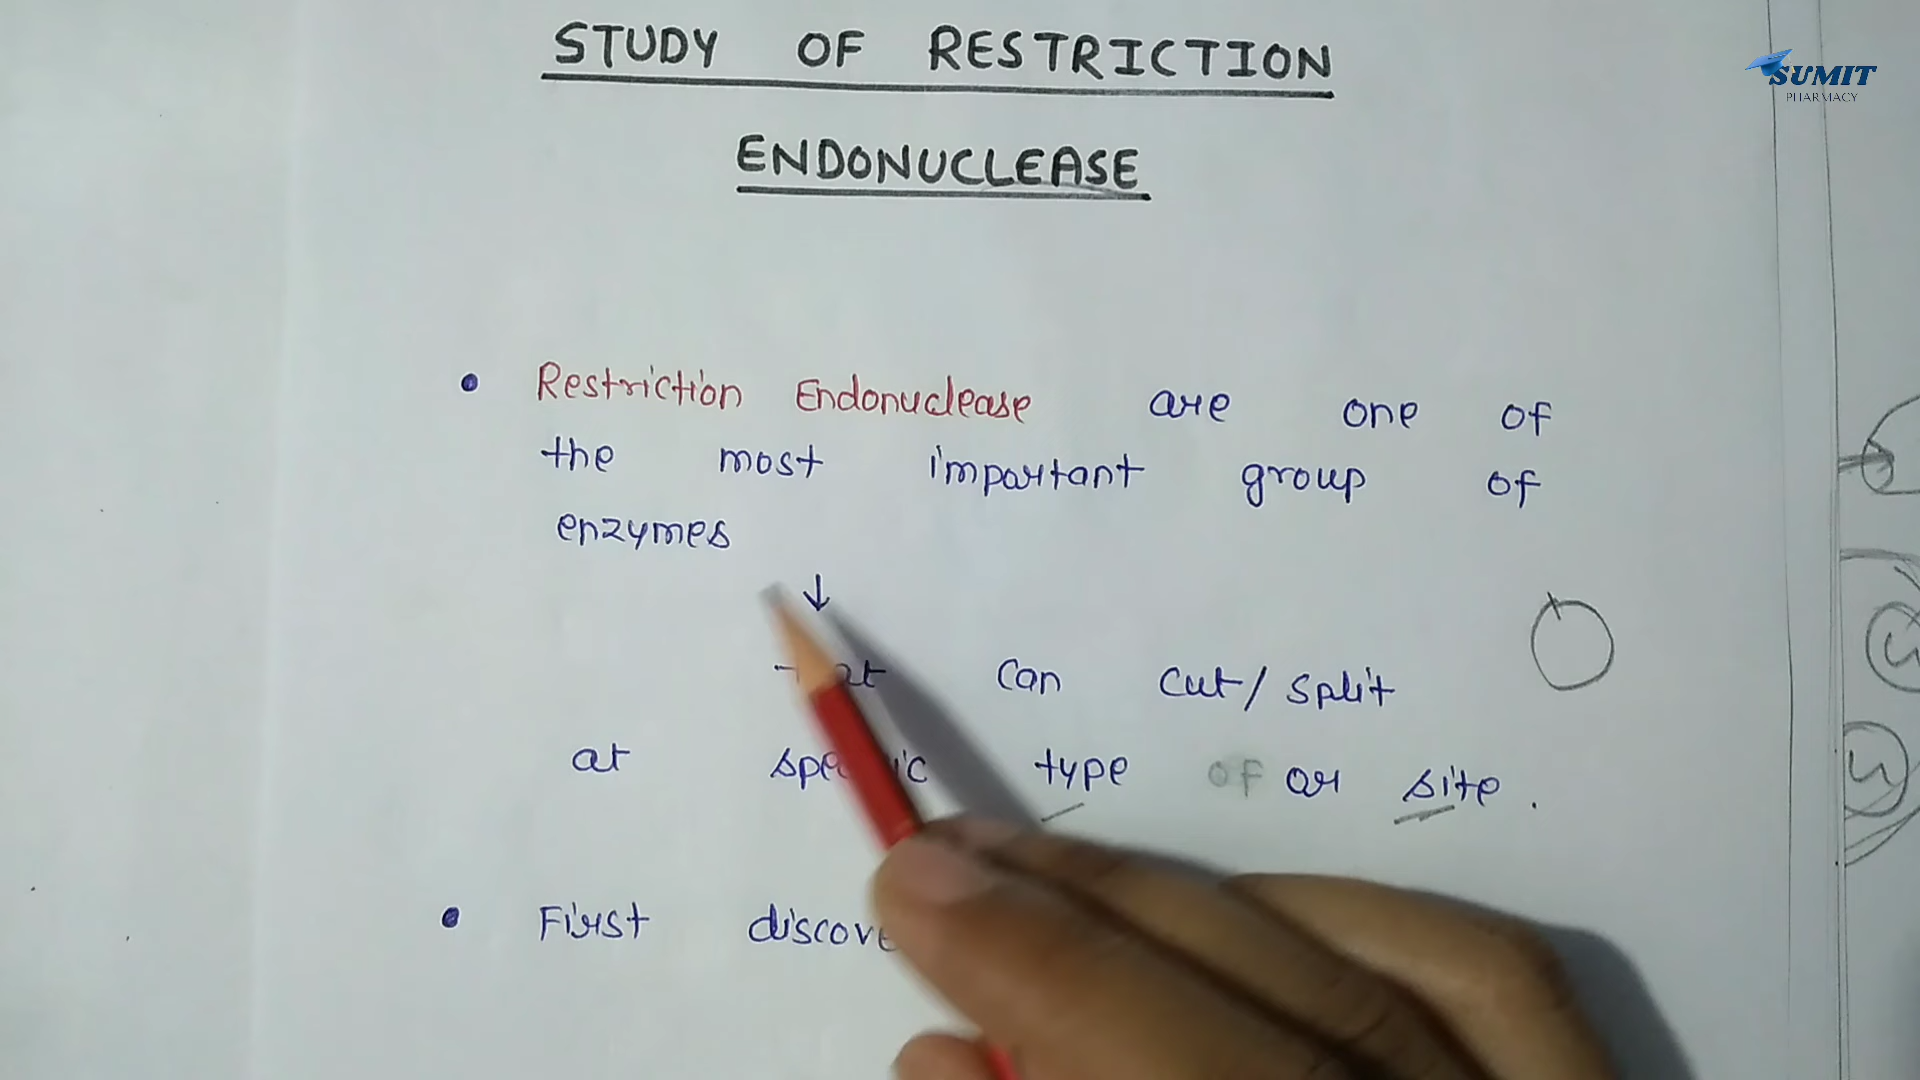 STUDY OF RESTRICTION
SUMIT
PHARMACY
ENDONUCLEASE
• Restriction Endonuclease are one of
the most important group of
enzymes
↓
can cut/split
at type of or site.
• First